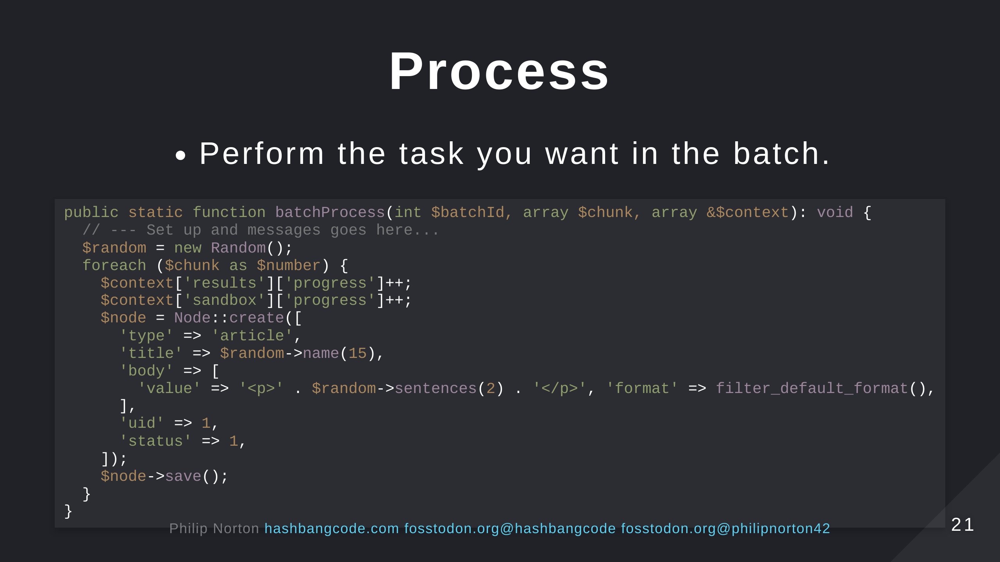 Process
• Perform the task you want in the batch.
public static function batchProcess(int $batchId, array $chunk, array &$context): void {
  // --- Set up and messages goes here...
  $random = new Random();
  foreach ($chunk as $number) {
    $context['results']['progress']++;
    $context['sandbox']['progress']++;
    $node = Node::create([
      'type' => 'article',
      'title' => $random->name(15),
      'body' => [
        'value' => '<p>' . $random->sentences(2) . '</p>', 'format' => filter_default_format(),
      ],
      'uid' => 1,
      'status' => 1,
    ]);
    $node->save();
  }
}
Philip Norton hashbangcode.com fosstodon.org@hashbangcode fosstodon.org@philipnorton42
21